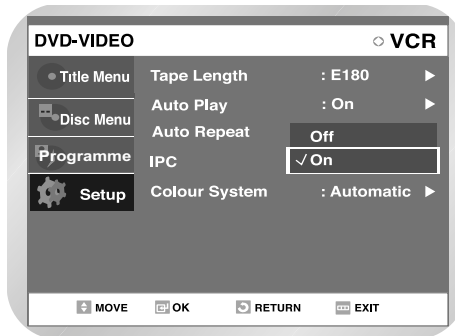 DVD-VIDEO VCR
Title Menu
Disc Menu
Programme
Setup
Tape Length : E180
Auto Play : On
Auto Repeat
IPC
Colour System : Automatic
Off
✓On
MOVE OK RETURN EXIT